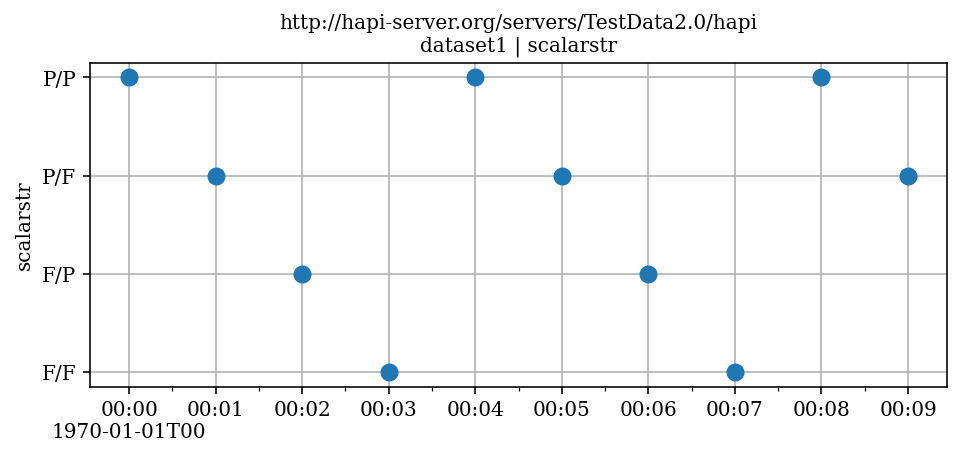 http://hapi-server.org/servers/TestData2.0/hapi
dataset1 | scalarstr
P/P
P/F
F/P
F/F
scalarstr
00:00 00:01 00:02 00:03 00:04 00:05 00:06 00:07 00:08 00:09
1970-01-01T00